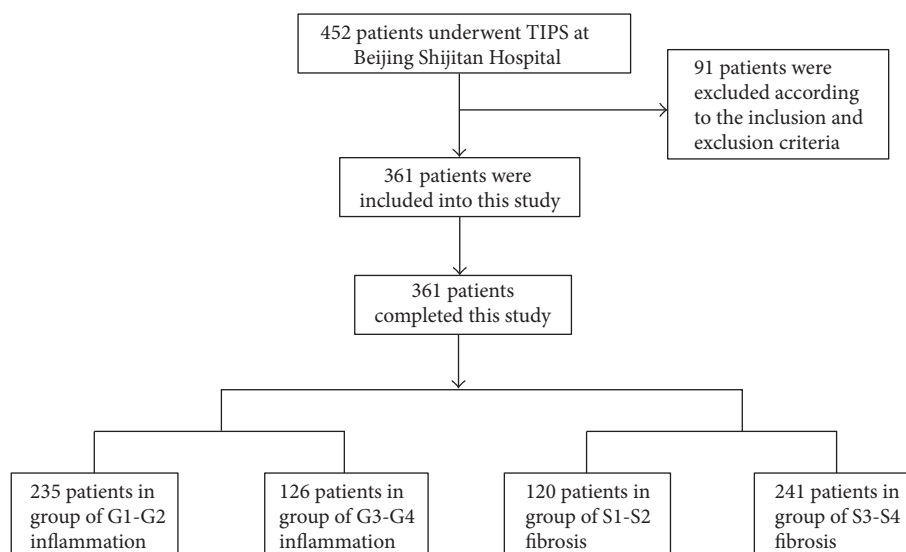 452 patients underwent TIPS at
Beijing Shijitan Hospital
91 patients were
excluded according
to the inclusion and
exclusion criteria
361 patients were
included into this study
361 patients
completed this study
235 patients in
group of G1-G2
inflammation
126 patients in
group of G3-G4
inflammation
120 patients in
group of S1-S2
fibrosis
241 patients in
group of S3-S4
fibrosis